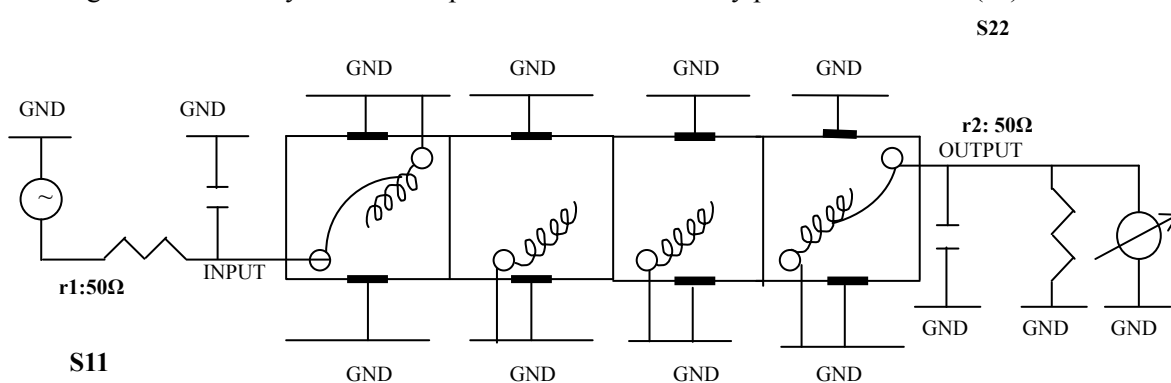 S22
GND GND GND GND
GND GND
r2: 50Ω
OUTPUT
~
INPUT
r1:50Ω
GND GND GND
S11
GND GND GND GND